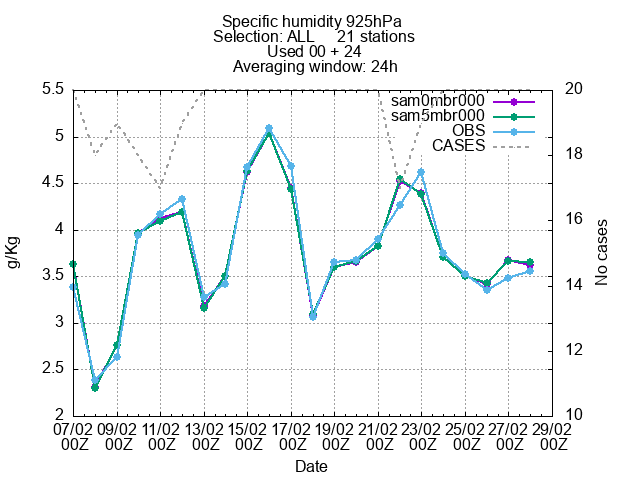 Specific humidity 925hPa
Selection: ALL 21 stations
Used 00 + 24
Averaging window: 24h
5.5
5
4.5
4
3.5
3
2.5
2
20
18
16
14
12
10
sam0mbr000
sam5mbr000
OBS
CASES
g/Kg
No cases
07/02 09/02 11/02 13/02 15/02 17/02 19/02 21/02 23/02 25/02 27/02 29/02
00Z 00Z 00Z 00Z 00Z 00Z 00Z 00Z 00Z 00Z 00Z 00Z
Date